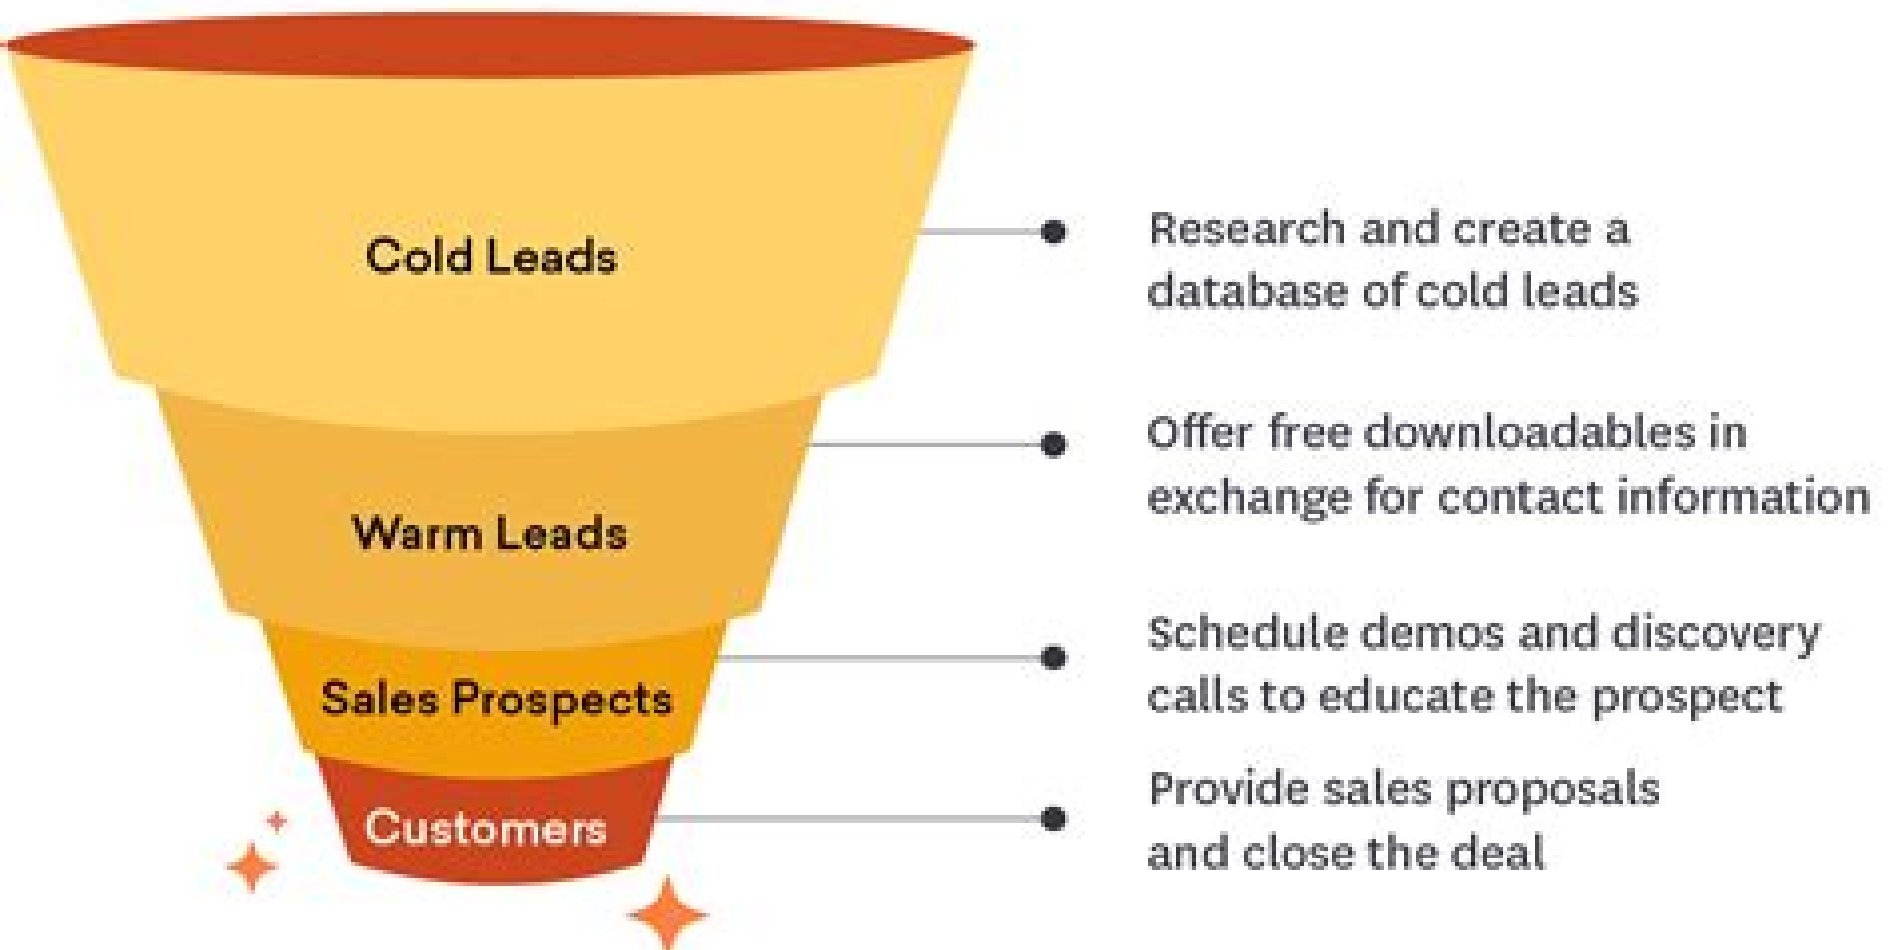 Cold Leads
Research and create a
database of cold leads
Warm Leads
Offer free downloadables in
exchange for contact information
Sales Prospects
Schedule demos and discovery
calls to educate the prospect
Customers
Provide sales proposals
and close the deal